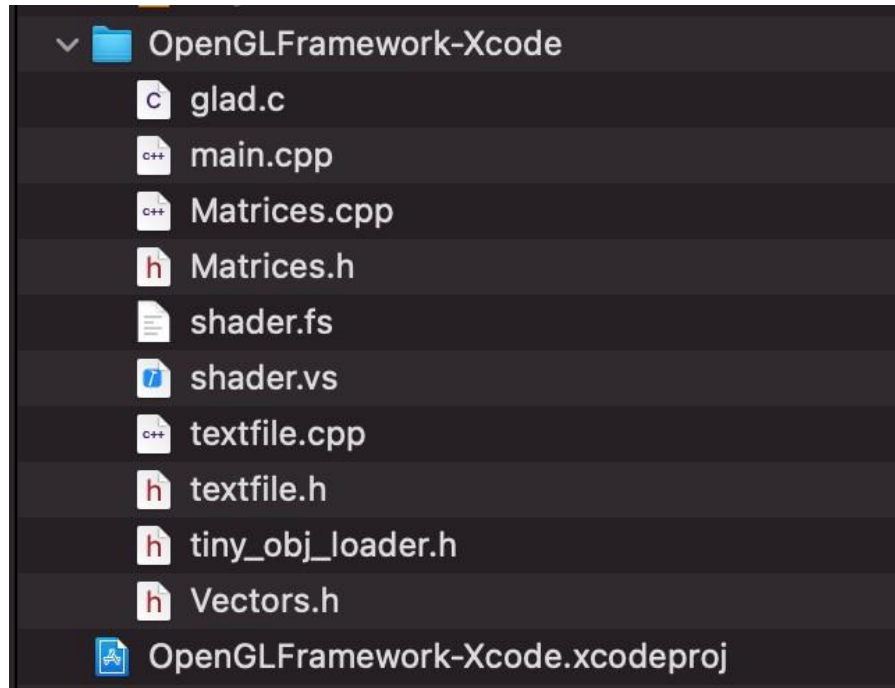 OpenGLFramework-Xcode
C glad.c
C++ main.cpp
C++ Matrices.cpp
h Matrices.h
shader.fs
shader.vs
C++ textfile.cpp
h textfile.h
h tiny_obj_loader.h
h Vectors.h
OpenGLFramework-Xcode.xcodeproj